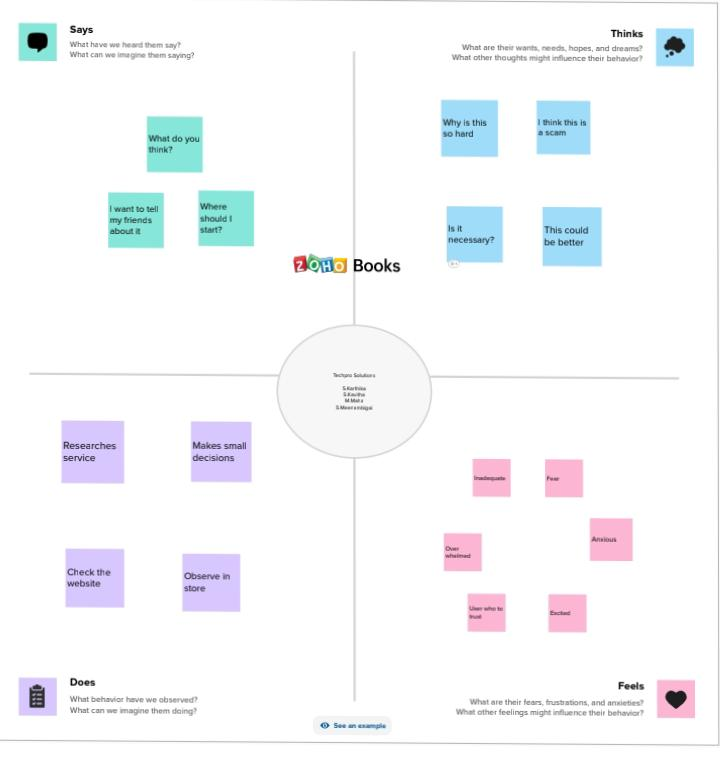 Says
What have we heard them say?
What can we imagine them saying?
Thinks
What are their wants, needs, hopes, and dreams?
What other thoughts might influence their behavior?
What do you
think?
I want to tell
my friends
about it
Where
should I
start?
Why is this
so hard
I think this is
a scam
Is it
necessary?
This could
be better
ZOHO Books
Techpro Solutions
S.Karthika
S.Kavitha
M.Maha
S.Meenambigai
Researches
service
Makes small
decisions
Check the
website
Observe in
store
Inadequate
Fear
Over
whelmed
Anxious
User who to
trust
Excited
Does
What behavior have we observed?
What can we imagine them doing?
Feels
What are their fears, frustrations, and anxieties?
What other feelings might influence their behavior?
See an example